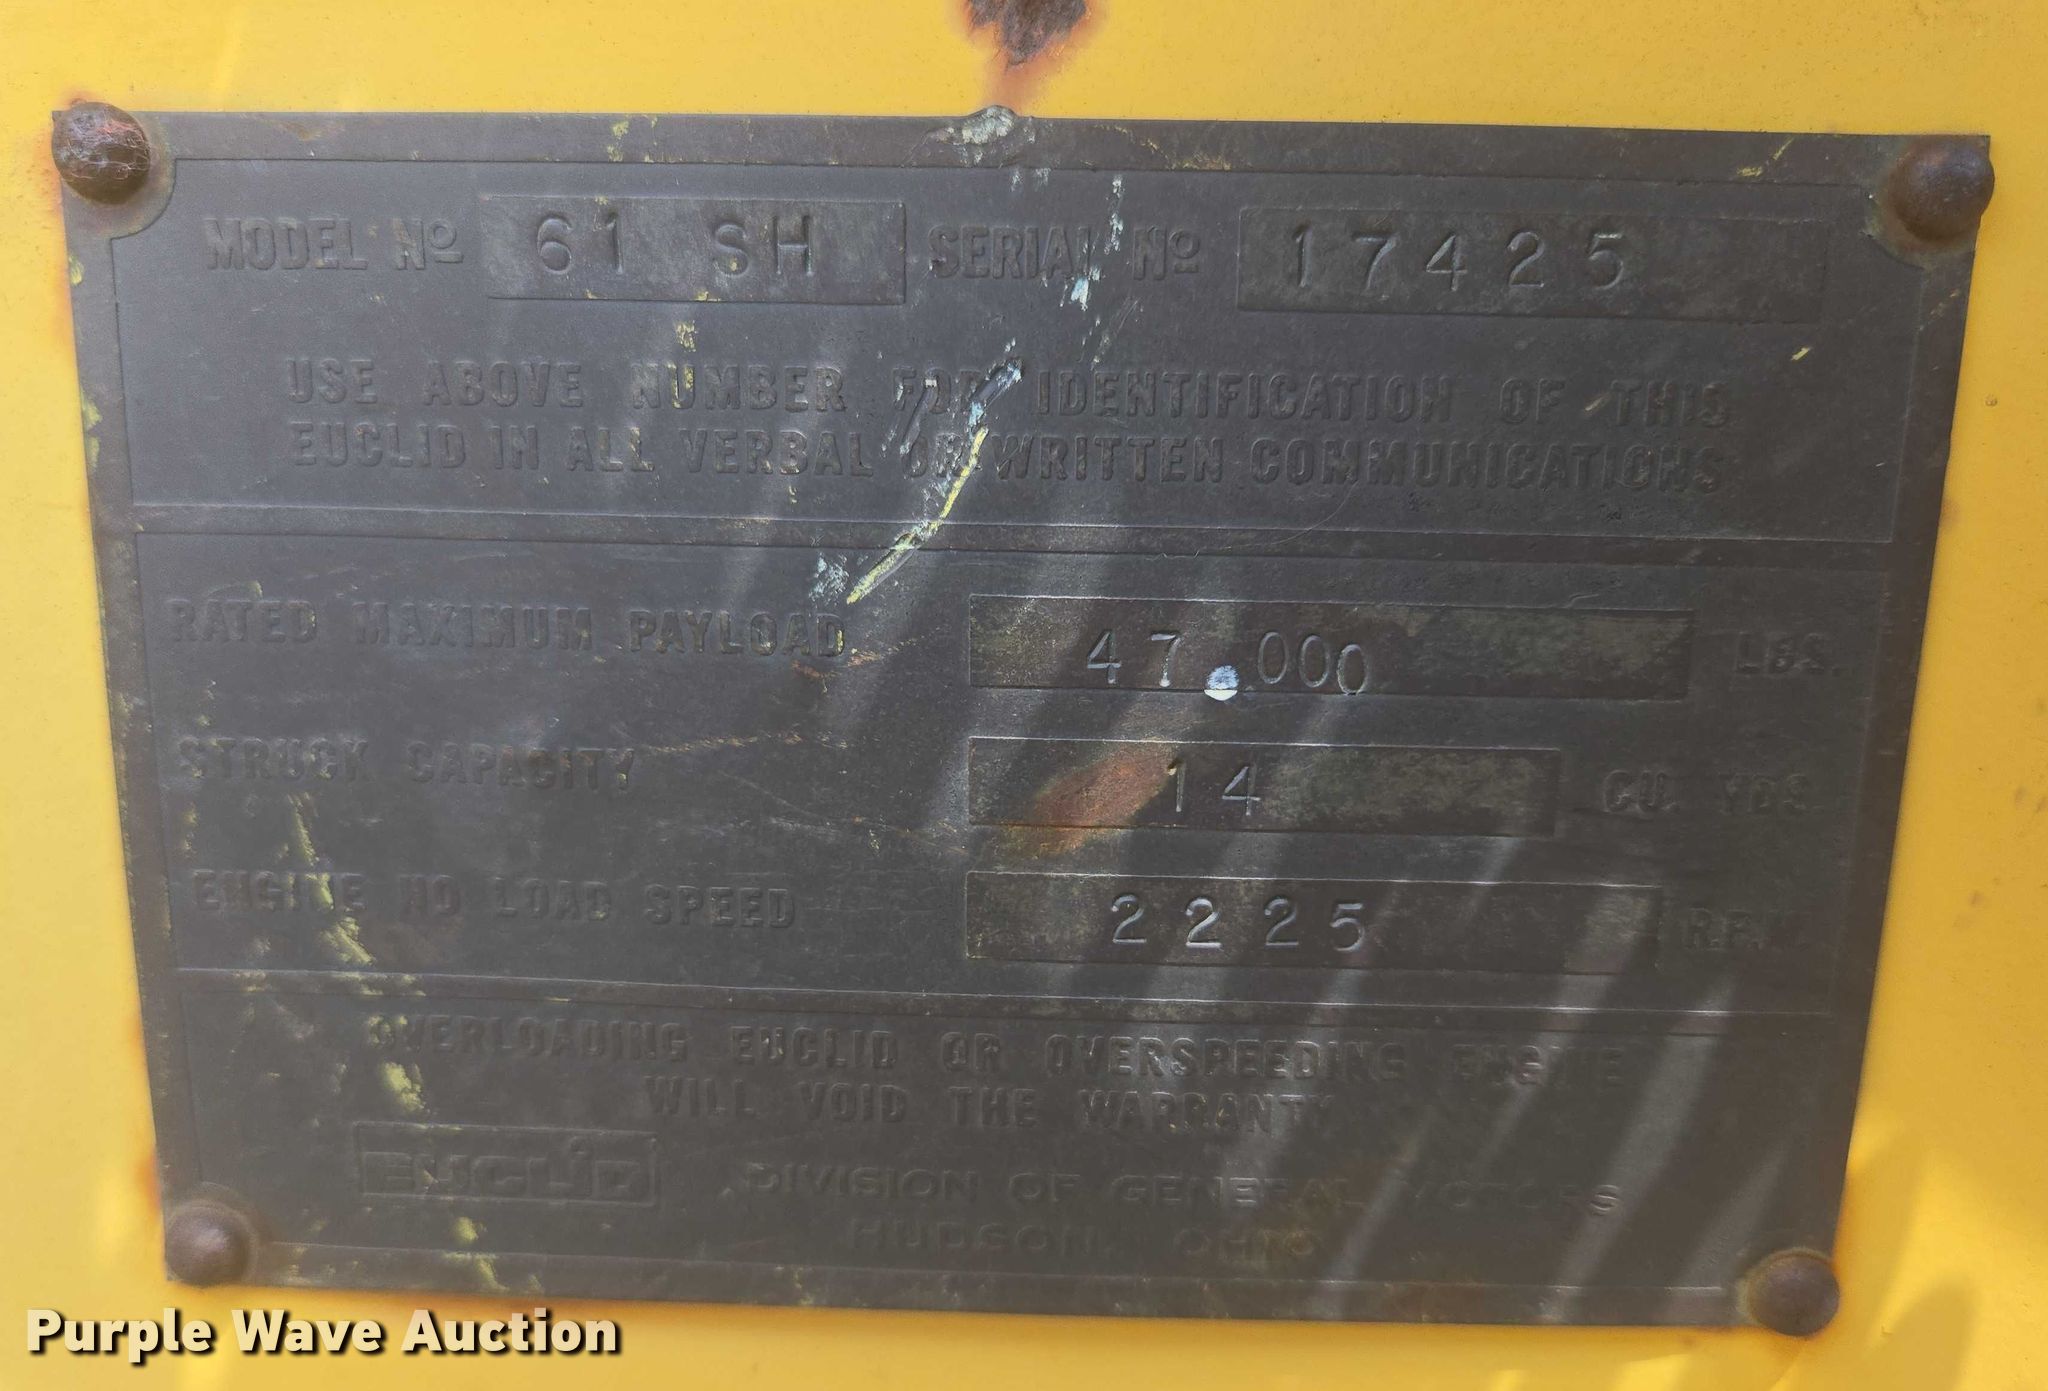 MODEL Nº 61 SH SERIAL Nº 17425
USE ABOVE NUMBER FOR IDENTIFICATION OF THIS
EUCLID IN ALL VERBAL OR WRITTEN COMMUNICATIONS
RATED MAXIMUM PAYLOAD 47.000 LBS.
STRUCK CAPACITY 14 CU. YDS.
ENGINE NO LOAD SPEED 2225 R.P.M.
OVERLOADING EUCLID OR OVERSPEEDING ENGINE
WILL VOID THE WARRANTY
EUCLID DIVISION OF GENERAL MOTORS
HUDSON, OHIO
Purple Wave Auction